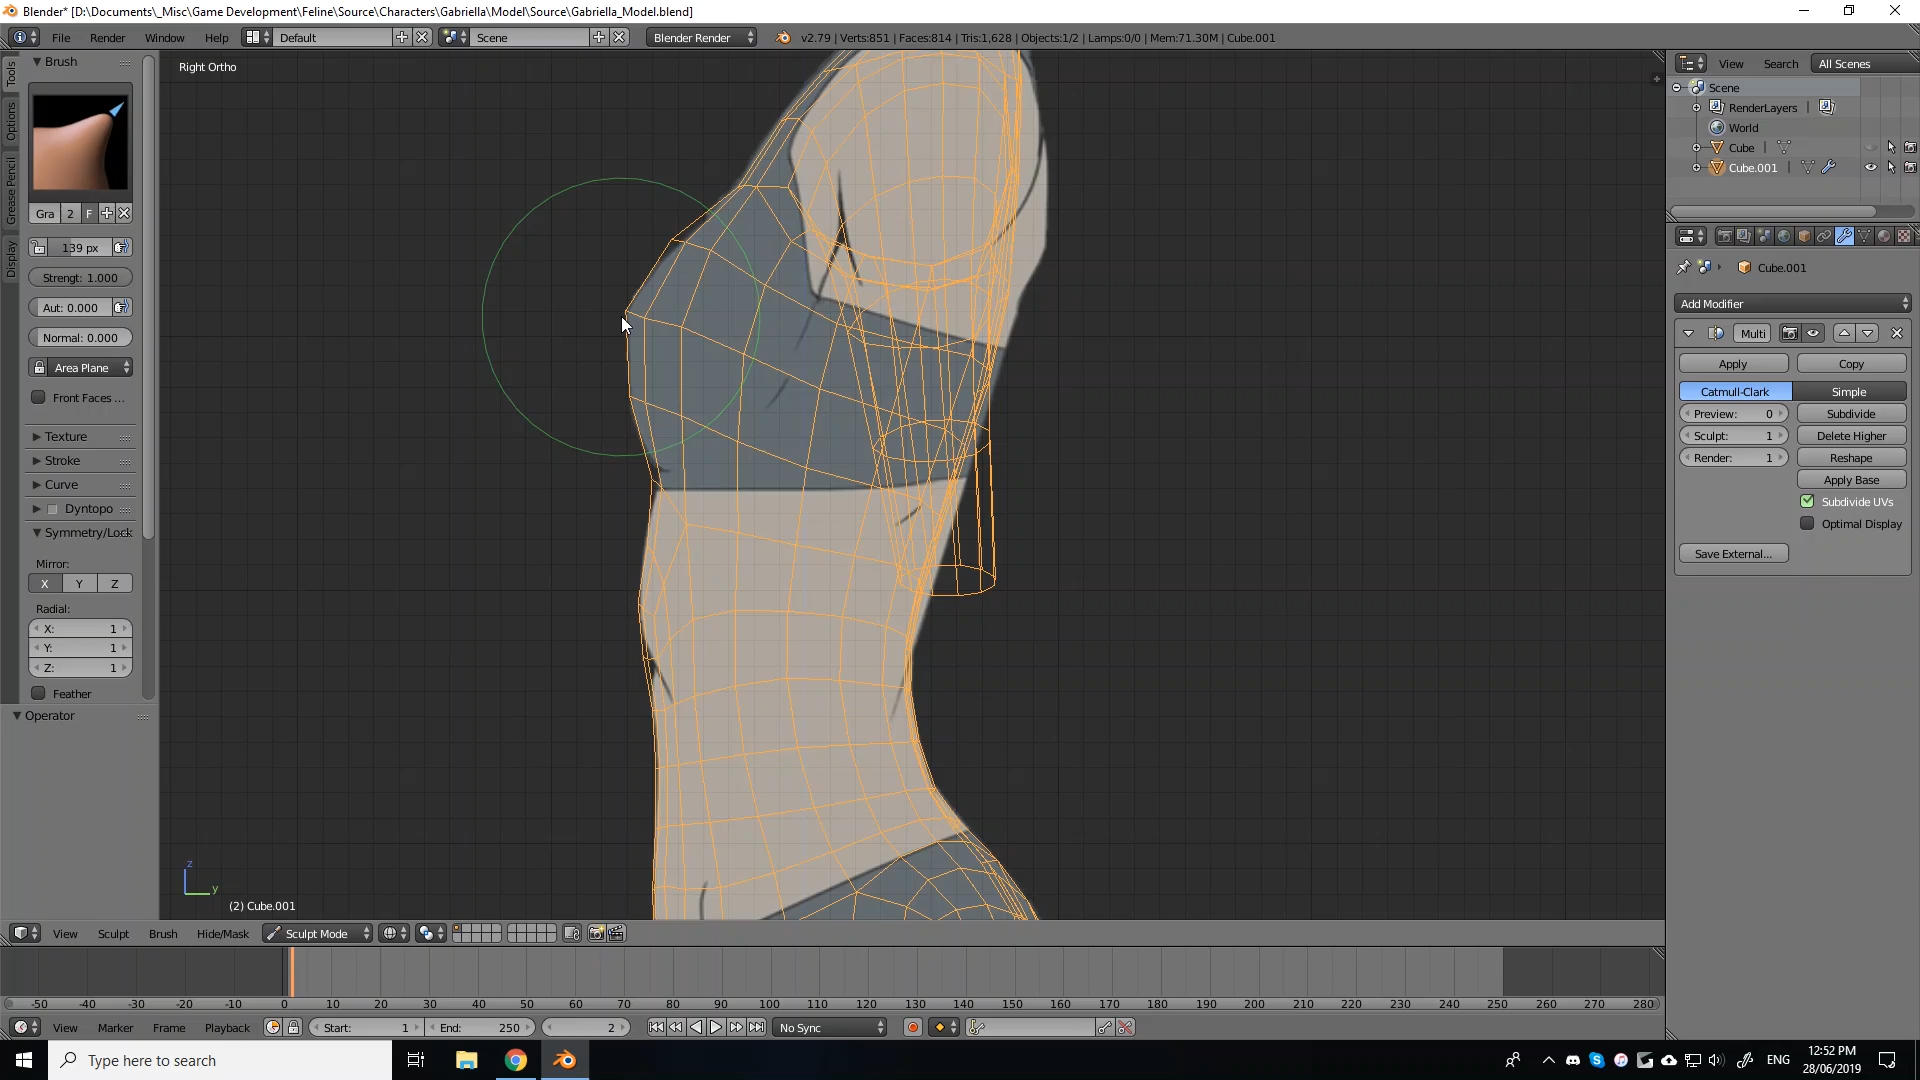 Blender* [D:\Documents\_Misc\Game Development\Feline\Source\Characters\Gabriella\Model\Source\Gabriella_Model.blend]
File Render Window Help Default Scene Blender Render v2.79 | Verts:851 | Faces:814 | Tris:1,628 | Objects:1/2 | Lamps:0/0 | Mem:71.30M | Cube.001
Tools
Options
Grease Pencil
Display
Brush
Gra 2 F
139 px
Strengt: 1.000
Aut: 0.000
Normal: 0.000
Area Plane
Front Faces ...
Texture
Stroke
Curve
Dyntopo
Symmetry/Lock
Mirror:
X Y Z
Radial:
X: 1
Y: 1
Z: 1
Feather
Operator
Right Ortho
z
y
(2) Cube.001
View Search All Scenes
Scene
RenderLayers
World
Cube
Cube.001
Cube.001
Add Modifier
Multi
Apply Copy
Catmull-Clark Simple
Preview: 0 Subdivide
Sculpt: 1 Delete Higher
Render: 1 Reshape
Apply Base
Subdivide UVs
Optimal Display
Save External...
View Sculpt Brush Hide/Mask Sculpt Mode
-50 -40 -30 -20 -10 0 10 20 30 40 50 60 70 80 90 100 110 120 130 140 150 160 170 180 190 200 210 220 230 240 250 260 270 280
View Marker Frame Playback Start: 1 End: 250 2 No Sync
Type here to search
ENG
12:52 PM
28/06/2019